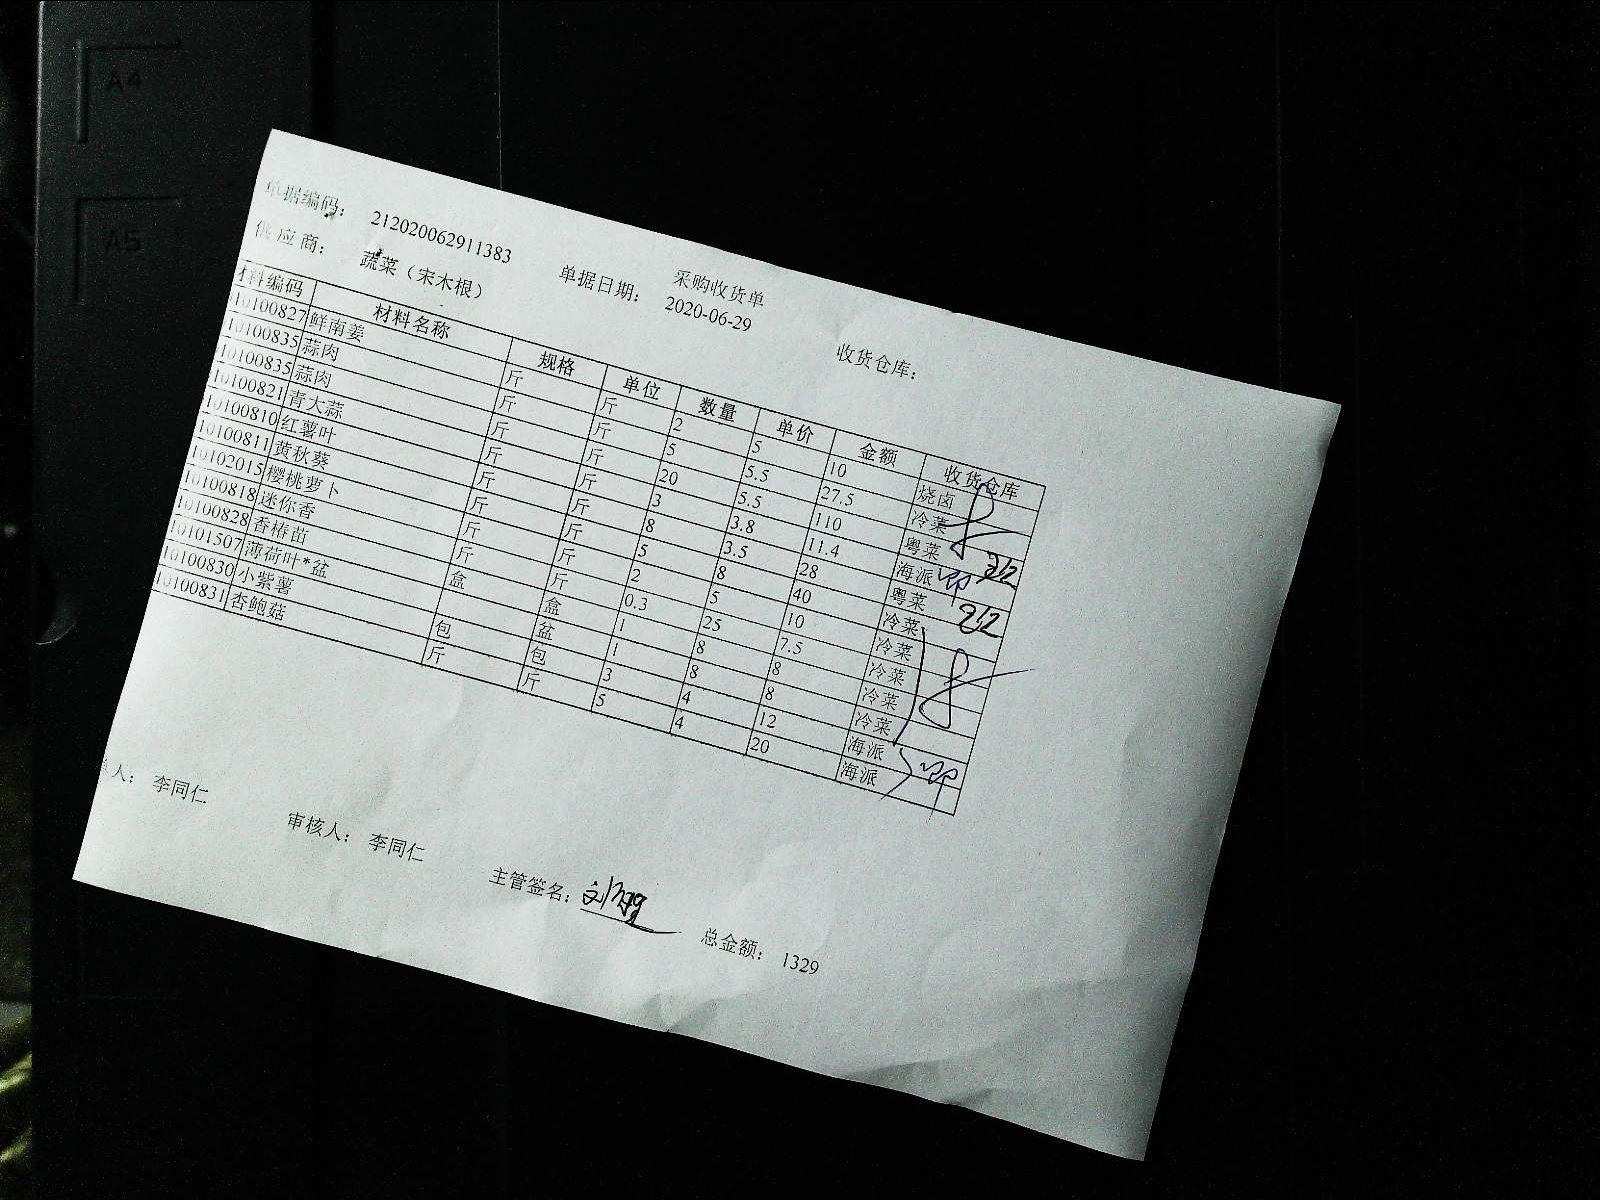 A4
A5
采购收货单
单据编码： 212020062911383
单据日期： 2020-06-29
收货仓库：
供应商： 蔬菜（宋木根）
材料编码 材料名称 规格 单位 数量 单价 金额 收货仓库
10100827 鲜南姜 斤 斤 2 5 10 烧卤
10100835 蒜肉 斤 斤 5 5.5 27.5 冷菜
10100835 蒜肉 斤 斤 20 5.5 110 粤菜
10100821 青大蒜 斤 斤 3 3.8 11.4 海派
10100810 红薯叶 斤 斤 8 3.5 28 粤菜
10100811 黄秋葵 斤 斤 5 8 40 冷菜
10102015 樱桃萝卜 斤 斤 2 5 10 冷菜
10100818 迷你香 斤 斤 0.3 25 7.5 冷菜
10100828 香椿苗 盒 盒 1 8 8 冷菜
10101507 薄荷叶*盆 盆 1 8 8 冷菜
10100830 小紫薯 包 包 3 4 12 海派
10100831 杏鲍菇 斤 斤 5 4 20 海派
人： 李同仁
审核人： 李同仁
主管签名：
总金额： 1329